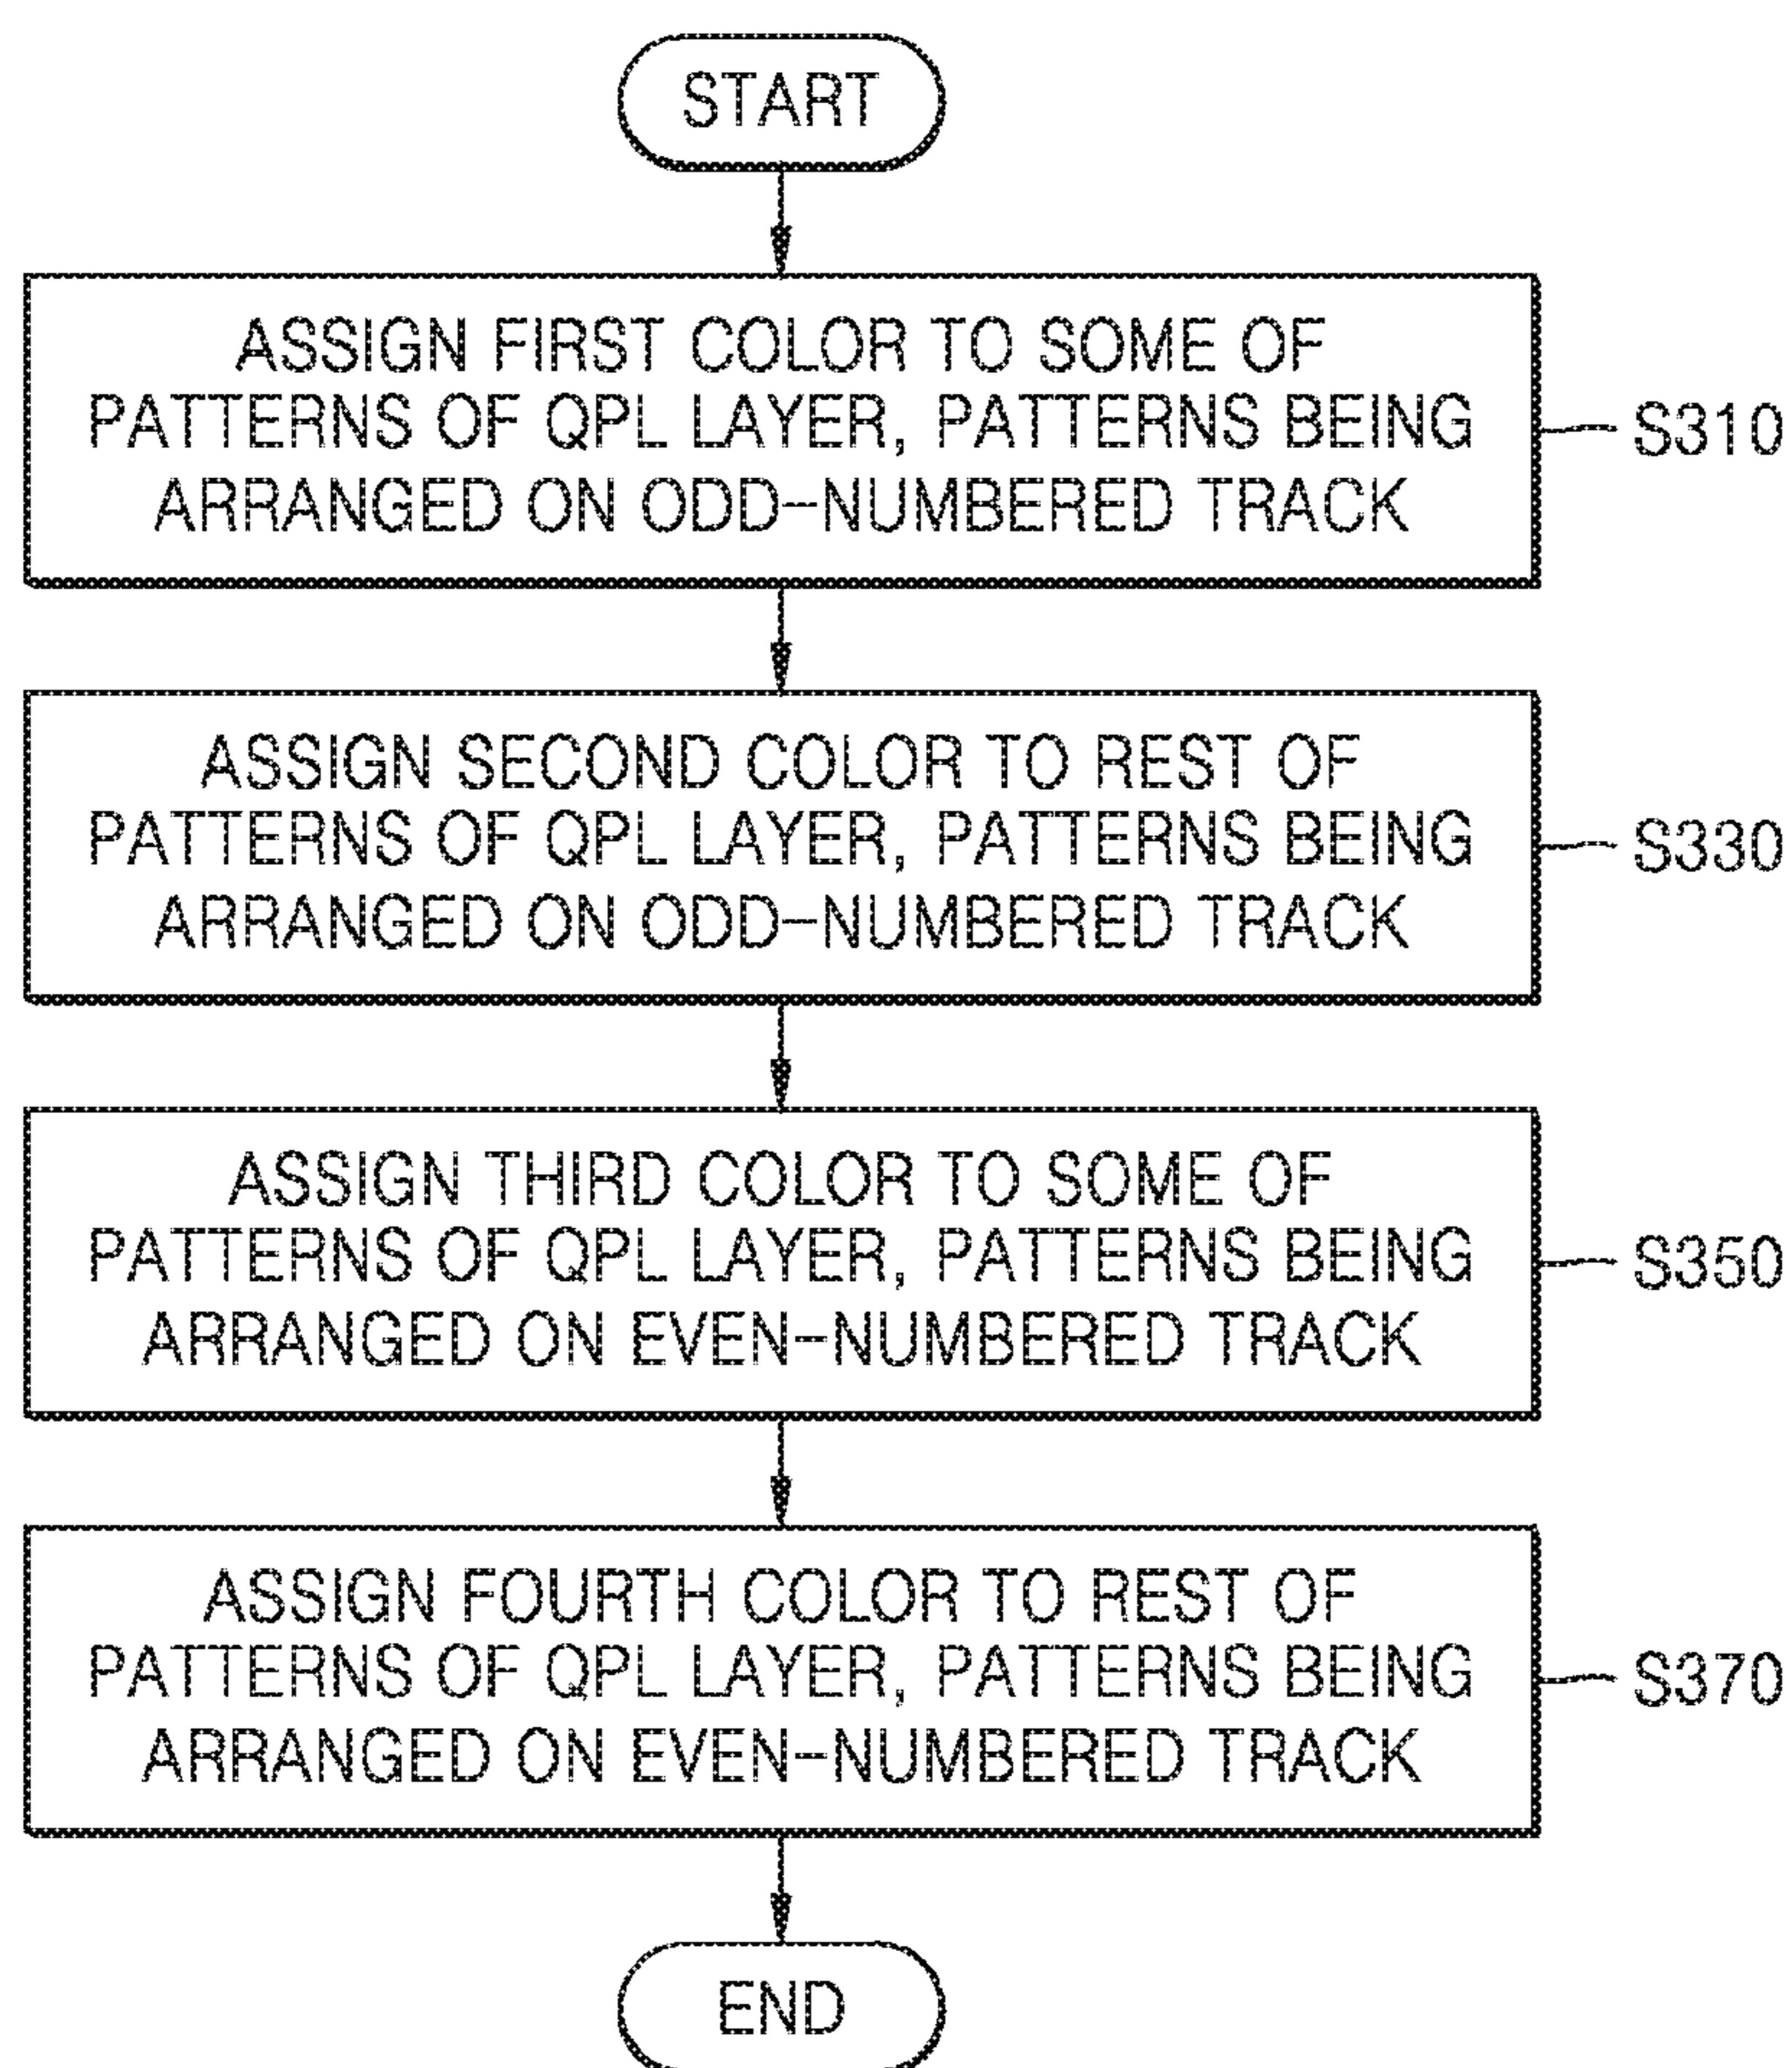 START
ASSIGN FIRST COLOR TO SOME OF
PATTERNS OF QPL LAYER, PATTERNS BEING
ARRANGED ON ODD-NUMBERED TRACK
S310
ASSIGN SECOND COLOR TO REST OF
PATTERNS OF QPL LAYER, PATTERNS BEING
ARRANGED ON ODD-NUMBERED TRACK
S330
ASSIGN THIRD COLOR TO SOME OF
PATTERNS OF QPL LAYER, PATTERNS BEING
ARRANGED ON EVEN-NUMBERED TRACK
S350
ASSIGN FOURTH COLOR TO REST OF
PATTERNS OF QPL LAYER, PATTERNS BEING
ARRANGED ON EVEN-NUMBERED TRACK
S370
END